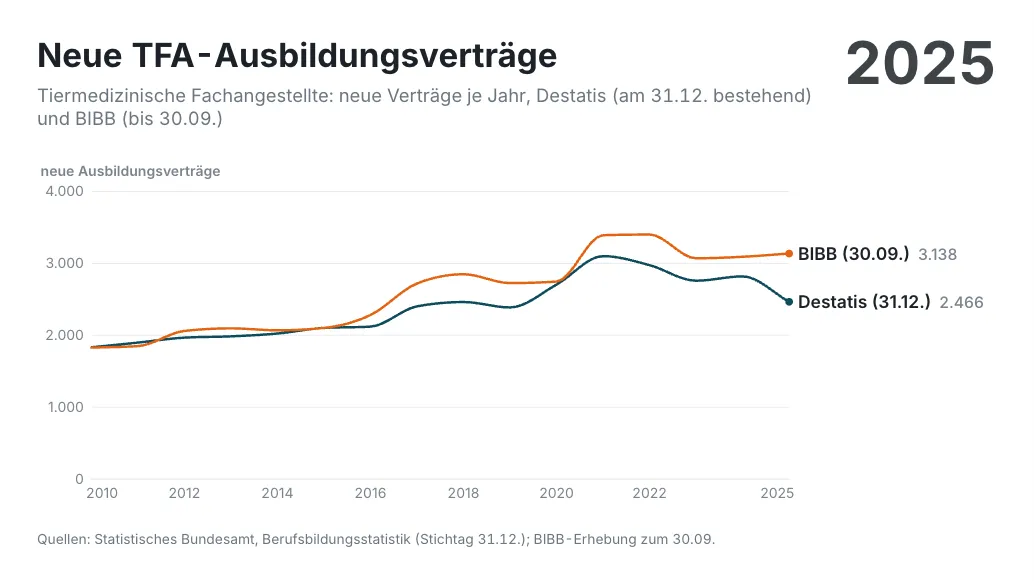 Neue TFA-Ausbildungsverträge
2025
Tiermedizinische Fachangestellte: neue Verträge je Jahr, Destatis (am 31.12. bestehend)
und BIBB (bis 30.09.)
neue Ausbildungsverträge
4.000
3.000
2.000
1.000
0
BIBB (30.09.) 3.138
Destatis (31.12.) 2.466
2010 2012 2014 2016 2018 2020 2022 2025
Quellen: Statistisches Bundesamt, Berufsbildungsstatistik (Stichtag 31.12.); BIBB-Erhebung zum 30.09.